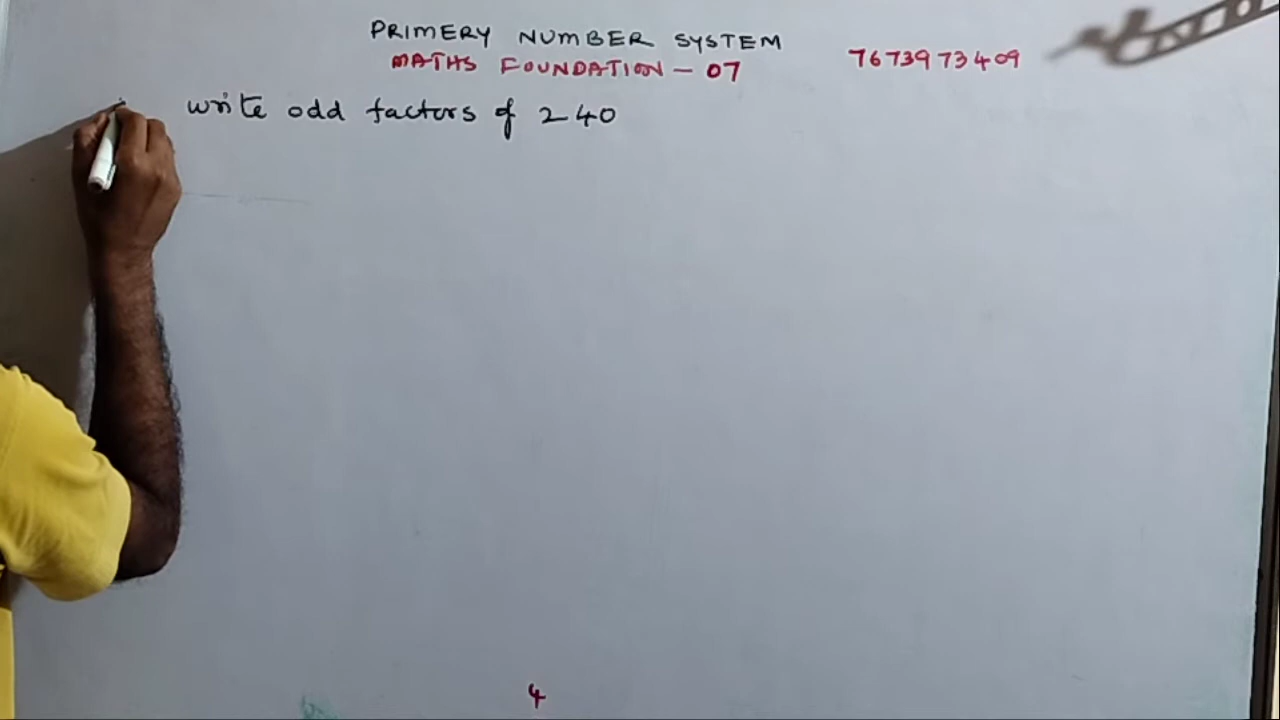 PRIMERY NUMBER SYSTEM
MATHS FOUNDATION - 07
7673973409
write odd factors of 240
4